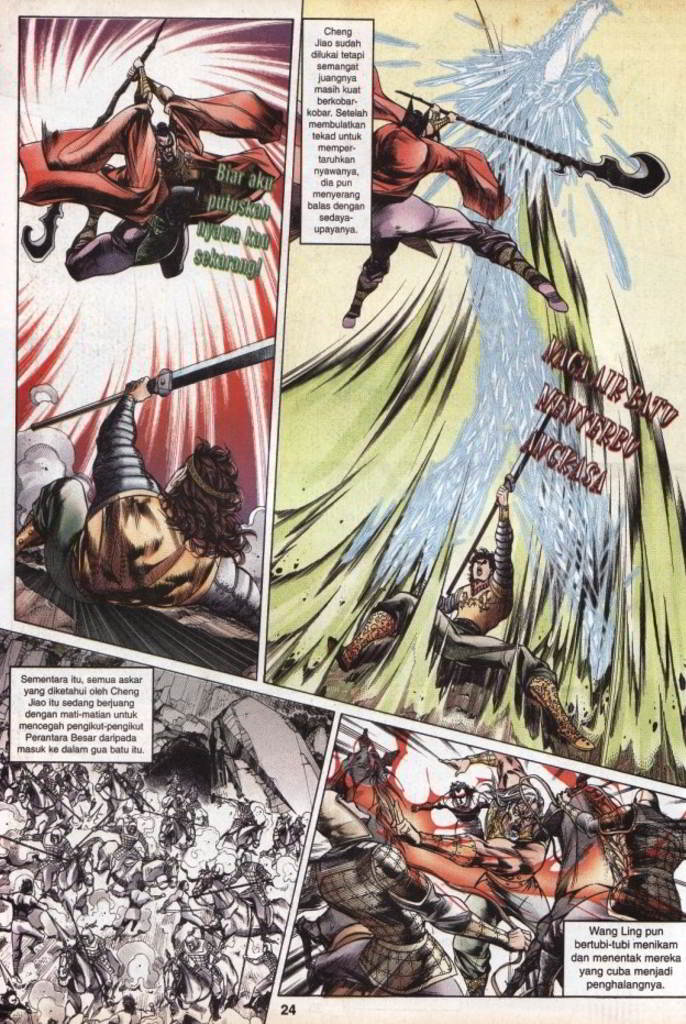 Biar aku
putuskan
nyawa kau
sekarang!
Cheng
Jiao sudah
dilukai tetapi
semangat
juangnya
masih kuat
berkobar-
kobar. Setelah
membulatkan
tekad untuk
memper-
taruhkan
nyawanya,
dia pun
menyerang
balas dengan
sedaya-
upayanya.
NAGA AIR BATU
MENYERBU
ANGKASA
Sementara itu, semua askar
yang diketahui oleh Cheng
Jiao itu sedang berjuang
dengan mati-matian untuk
mencegah pengikut-pengikut
Perantara Besar daripada
masuk ke dalam gua batu itu.
Wang Ling pun
bertubi-tubi menikam
dan menetak mereka
yang cuba menjadi
penghalangnya.
24